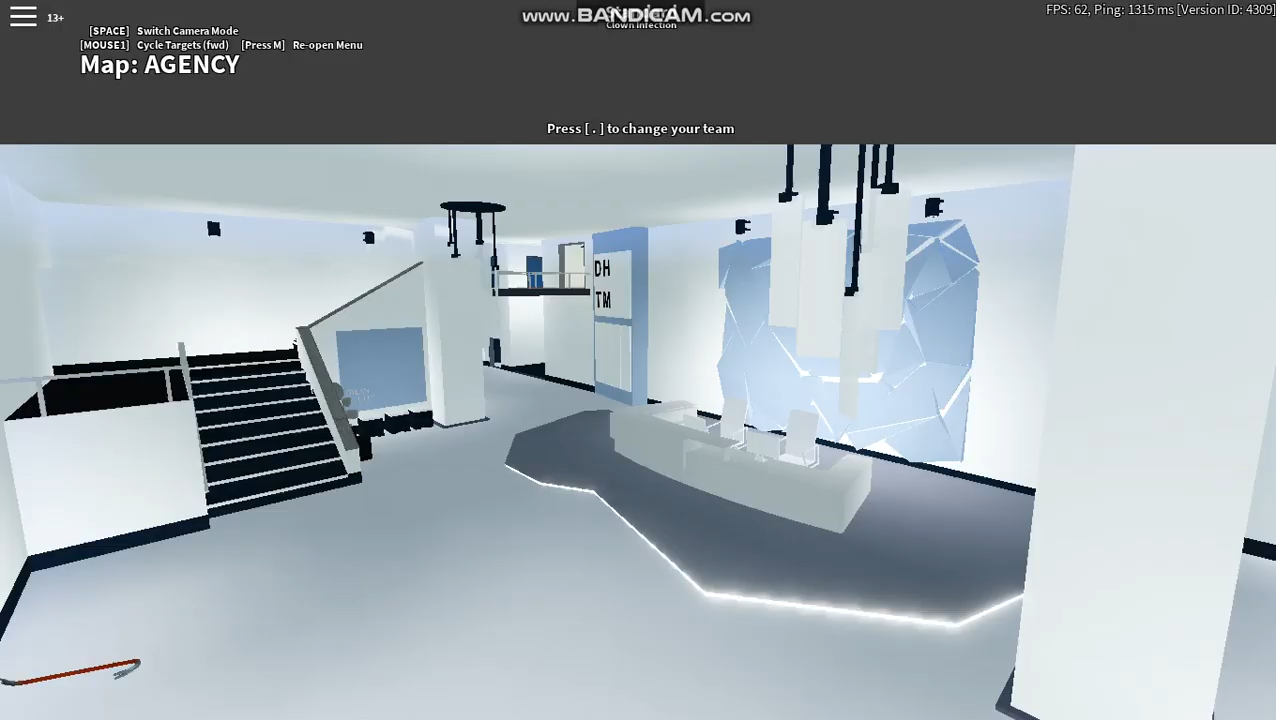 www.BANDICAM.com
13+
Clown Infection
FPS: 62, Ping: 1315 ms [Version ID: 4309]
[SPACE] Switch Camera Mode
[MOUSE1] Cycle Targets (fwd) [Press M] Re-open Menu
Map: AGENCY
Press [ . ] to change your team
DH
TM